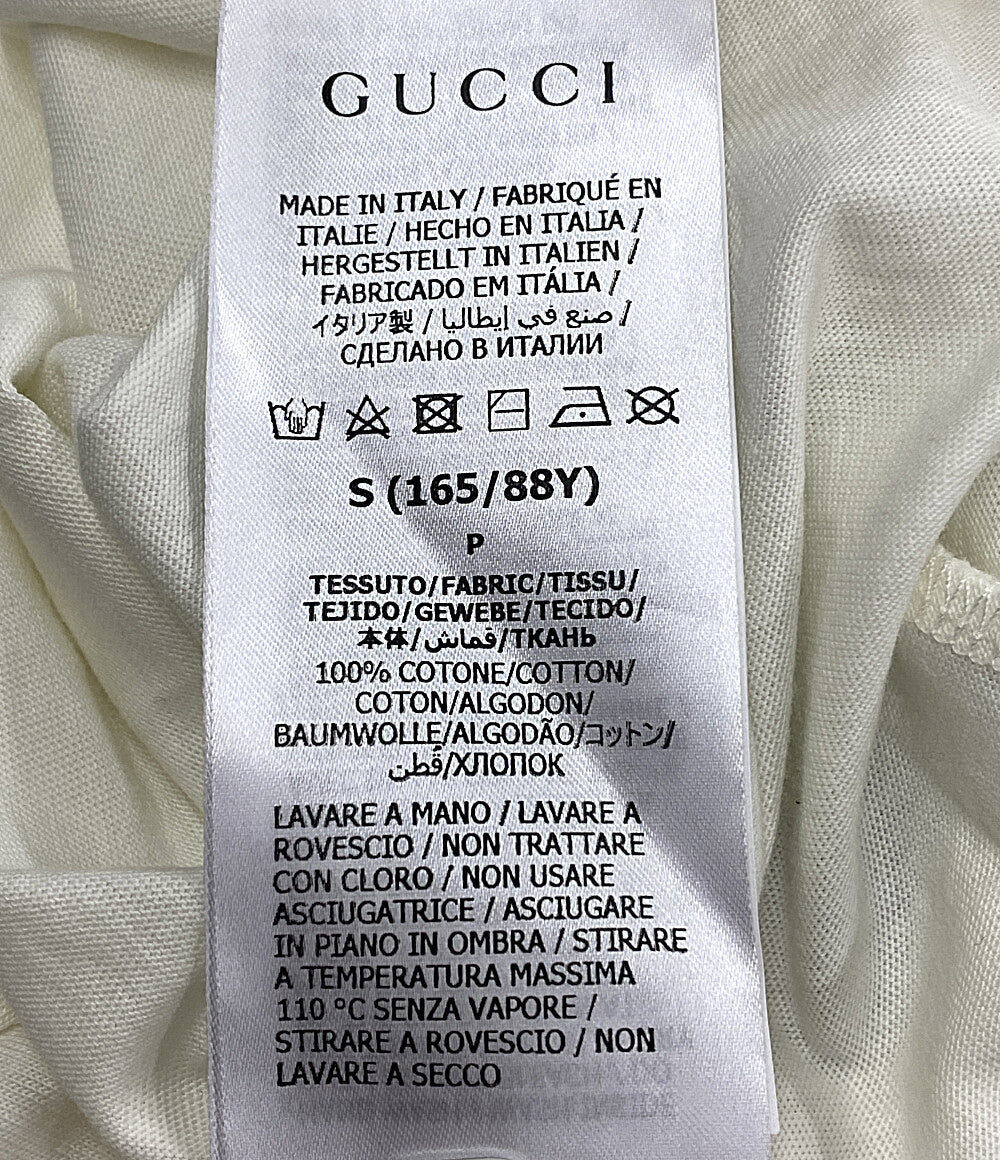 GUCCI
MADE IN ITALY / FABRIQUÉ EN
ITALIE / HECHO EN ITALIA /
HERGESTELLT IN ITALIEN /
FABRICADO EM ITÁLIA /
イタリア製 / صنع في إيطاليا /
СДЕЛАНО В ИТАЛИИ
S (165/88Y)
P
TESSUTO/FABRIC/TISSU/
TEJIDO/GEWEBE/TECIDO/
本体/قماش/ТКАНЬ
100% COTONE/COTTON/
COTON/ALGODON/
BAUMWOLLE/ALGODÃO/コットン/
قُطن/ХЛОПОК
LAVARE A MANO / LAVARE A
ROVESCIO / NON TRATTARE
CON CLORO / NON USARE
ASCIUGATRICE / ASCIUGARE
IN PIANO IN OMBRA / STIRARE
A TEMPERATURA MASSIMA
110 °C SENZA VAPORE /
STIRARE A ROVESCIO / NON
LAVARE A SECCO